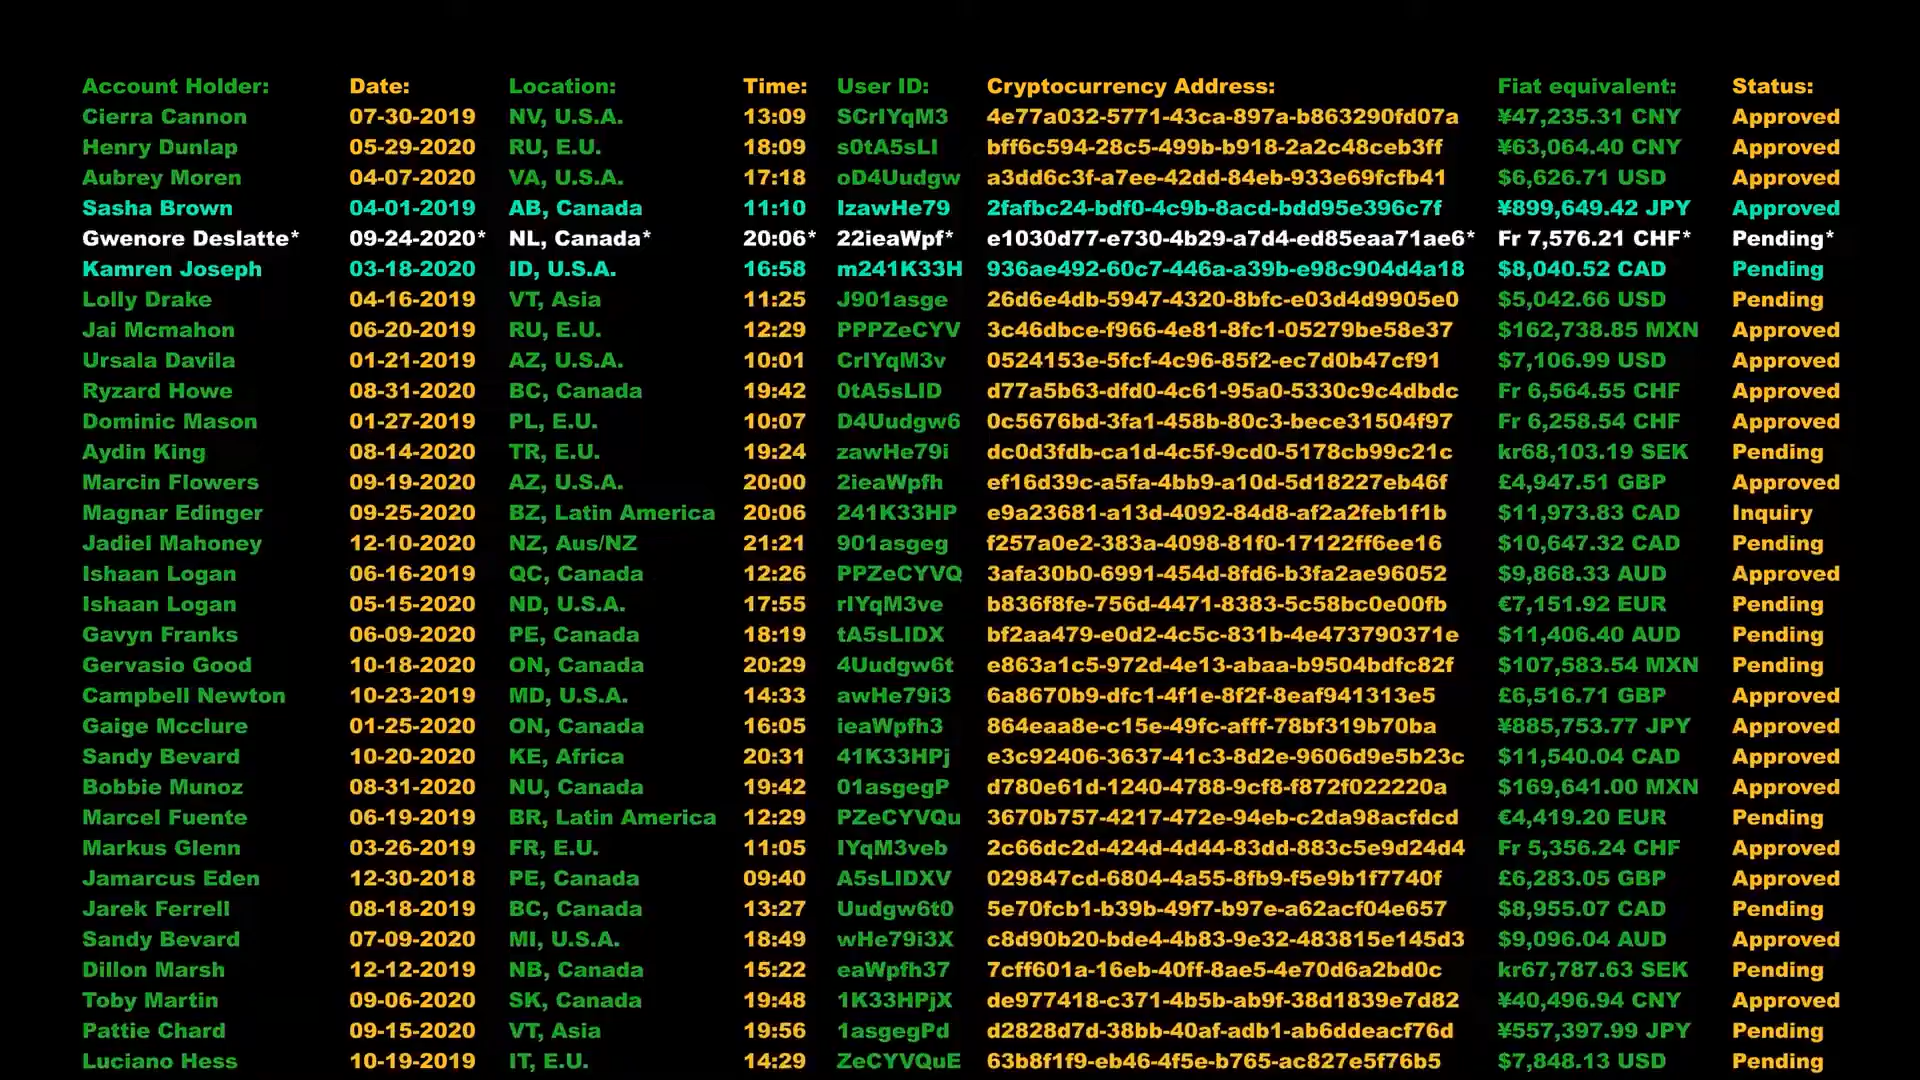 Account Holder: Date: Location: Time: User ID: Cryptocurrency Address: Fiat equivalent: Status:
Cierra Cannon 07-30-2019 NV, U.S.A. 13:09 SCrIYqM3 4e77a032-5771-43ca-897a-b863290fd07a ¥47,235.31 CNY Approved
Henry Dunlap 05-29-2020 RU, E.U. 18:09 s0tA5sLI bff6c594-28c5-499b-b918-2a2c48ceb3ff ¥63,064.40 CNY Approved
Aubrey Moren 04-07-2020 VA, U.S.A. 17:18 oD4Uudgw a3dd6c3f-a7ee-42dd-84eb-933e69fcfb41 $6,626.71 USD Approved
Sasha Brown 04-01-2019 AB, Canada 11:10 IzawHe79 2fafbc24-bdf0-4c9b-8acd-bdd95e396c7f ¥899,649.42 JPY Approved
Gwenore Deslatte* 09-24-2020* NL, Canada* 20:06* 22ieaWpf* e1030d77-e730-4b29-a7d4-ed85eaa71ae6* Fr 7,576.21 CHF* Pending*
Kamren Joseph 03-18-2020 ID, U.S.A. 16:58 m241K33H 936ae492-60c7-446a-a39b-e98c904d4a18 $8,040.52 CAD Pending
Lolly Drake 04-16-2019 VT, Asia 11:25 J901asge 26d6e4db-5947-4320-8bfc-e03d4d9905e0 $5,042.66 USD Pending
Jai Mcmahon 06-20-2019 RU, E.U. 12:29 PPPZeCYV 3c46dbce-f966-4e81-8fc1-05279be58e37 $162,738.85 MXN Approved
Ursala Davila 01-21-2019 AZ, U.S.A. 10:01 CrIYqM3v 0524153e-5fcf-4c96-85f2-ec7d0b47cf91 $7,106.99 USD Approved
Ryzard Howe 08-31-2020 BC, Canada 19:42 0tA5sLID d77a5b63-dfd0-4c61-95a0-5330c9c4dbdc Fr 6,564.55 CHF Approved
Dominic Mason 01-27-2019 PL, E.U. 10:07 D4Uudgw6 0c5676bd-3fa1-458b-80c3-bece31504f97 Fr 6,258.54 CHF Approved
Aydin King 08-14-2020 TR, E.U. 19:24 zawHe79i dc0d3fdb-ca1d-4c5f-9cd0-5178cb99c21c kr68,103.19 SEK Pending
Marcin Flowers 09-19-2020 AZ, U.S.A. 20:00 2ieaWpfh ef16d39c-a5fa-4bb9-a10d-5d18227eb46f £4,947.51 GBP Approved
Magnar Edinger 09-25-2020 BZ, Latin America 20:06 241K33HP e9a23681-a13d-4092-84d8-af2a2feb1f1b $11,973.83 CAD Inquiry
Jadiel Mahoney 12-10-2020 NZ, Aus/NZ 21:21 901asgeg f257a0e2-383a-4098-81f0-17122ff6ee16 $10,647.32 CAD Pending
Ishaan Logan 06-16-2019 QC, Canada 12:26 PPZeCYVQ 3afa30b0-6991-454d-8fd6-b3fa2ae96052 $9,868.33 AUD Approved
Ishaan Logan 05-15-2020 ND, U.S.A. 17:55 rIYqM3ve b836f8fe-756d-4471-8383-5c58bc0e00fb €7,151.92 EUR Pending
Gavyn Franks 06-09-2020 PE, Canada 18:19 tA5sLIDX bf2aa479-e0d2-4c5c-831b-4e473790371e $11,406.40 AUD Pending
Gervasio Good 10-18-2020 ON, Canada 20:29 4Uudgw6t e863a1c5-972d-4e13-abaa-b9504bdfc82f $107,583.54 MXN Pending
Campbell Newton 10-23-2019 MD, U.S.A. 14:33 awHe79i3 6a8670b9-dfc1-4f1e-8f2f-8eaf941313e5 £6,516.71 GBP Approved
Gaige Mcclure 01-25-2020 ON, Canada 16:05 ieaWpfh3 864eaa8e-c15e-49fc-afff-78bf319b70ba ¥885,753.77 JPY Approved
Sandy Bevard 10-20-2020 KE, Africa 20:31 41K33HPj e3c92406-3637-41c3-8d2e-9606d9e5b23c $11,540.04 CAD Approved
Bobbie Munoz 08-31-2020 NU, Canada 19:42 01asgegP d780e61d-1240-4788-9cf8-f872f022220a $169,641.00 MXN Approved
Marcel Fuente 06-19-2019 BR, Latin America 12:29 PZeCYVQu 3670b757-4217-472e-94eb-c2da98acfdcd €4,419.20 EUR Pending
Markus Glenn 03-26-2019 FR, E.U. 11:05 IYqM3veb 2c66dc2d-424d-4d44-83dd-883c5e9d24d4 Fr 5,356.24 CHF Approved
Jamarcus Eden 12-30-2018 PE, Canada 09:40 A5sLIDXV 029847cd-6804-4a55-8fb9-f5e9b1f7740f £6,283.05 GBP Approved
Jarek Ferrell 08-18-2019 BC, Canada 13:27 Uudgw6t0 5e70fcb1-b39b-49f7-b97e-a62acf04e657 $8,955.07 CAD Pending
Sandy Bevard 07-09-2020 MI, U.S.A. 18:49 wHe79i3X c8d90b20-bde4-4b83-9e32-483815e145d3 $9,096.04 AUD Approved
Dillon Marsh 12-12-2019 NB, Canada 15:22 eaWpfh37 7cff601a-16eb-40ff-8ae5-4e70d6a2bd0c kr67,787.63 SEK Pending
Toby Martin 09-06-2020 SK, Canada 19:48 1K33HPjX de977418-c371-4b5b-ab9f-38d1839e7d82 ¥40,496.94 CNY Approved
Pattie Chard 09-15-2020 VT, Asia 19:56 1asgegPd d2828d7d-38bb-40af-adb1-ab6ddeacf76d ¥557,397.99 JPY Pending
Luciano Hess 10-19-2019 IT, E.U. 14:29 ZeCYVQuE 63b8f1f9-eb46-4f5e-b765-ac827e5f76b5 $7,848.13 USD Pending